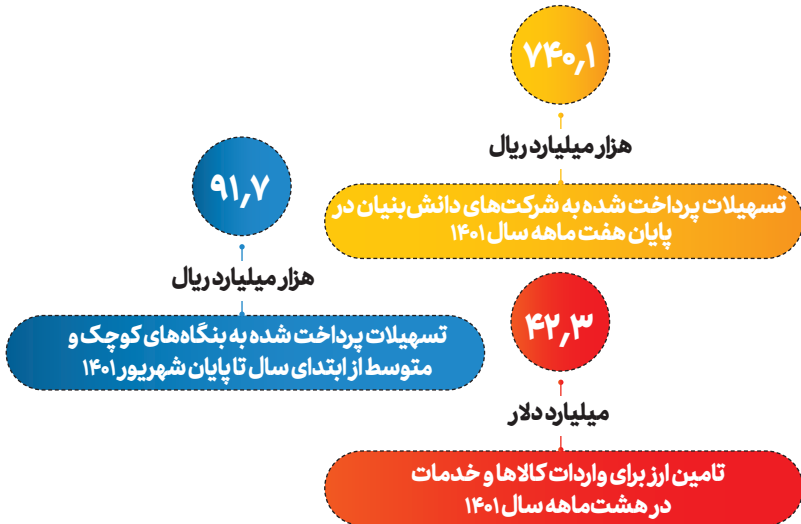 ۷۴۰,۱
هزار میلیارد ریال
تسهیلات پرداخت شده به شرکت‌های دانش‌بنیان در
پایان هفت ماهه سال ۱۴۰۱
۹۱,۷
هزار میلیارد ریال
تسهیلات پرداخت شده به بنگاه‌های کوچک و
متوسط از ابتدای سال تا پایان شهریور ۱۴۰۱
۴۲,۳
میلیارد دلار
تامین ارز برای واردات کالاها و خدمات
در هشت‌ماهه سال ۱۴۰۱